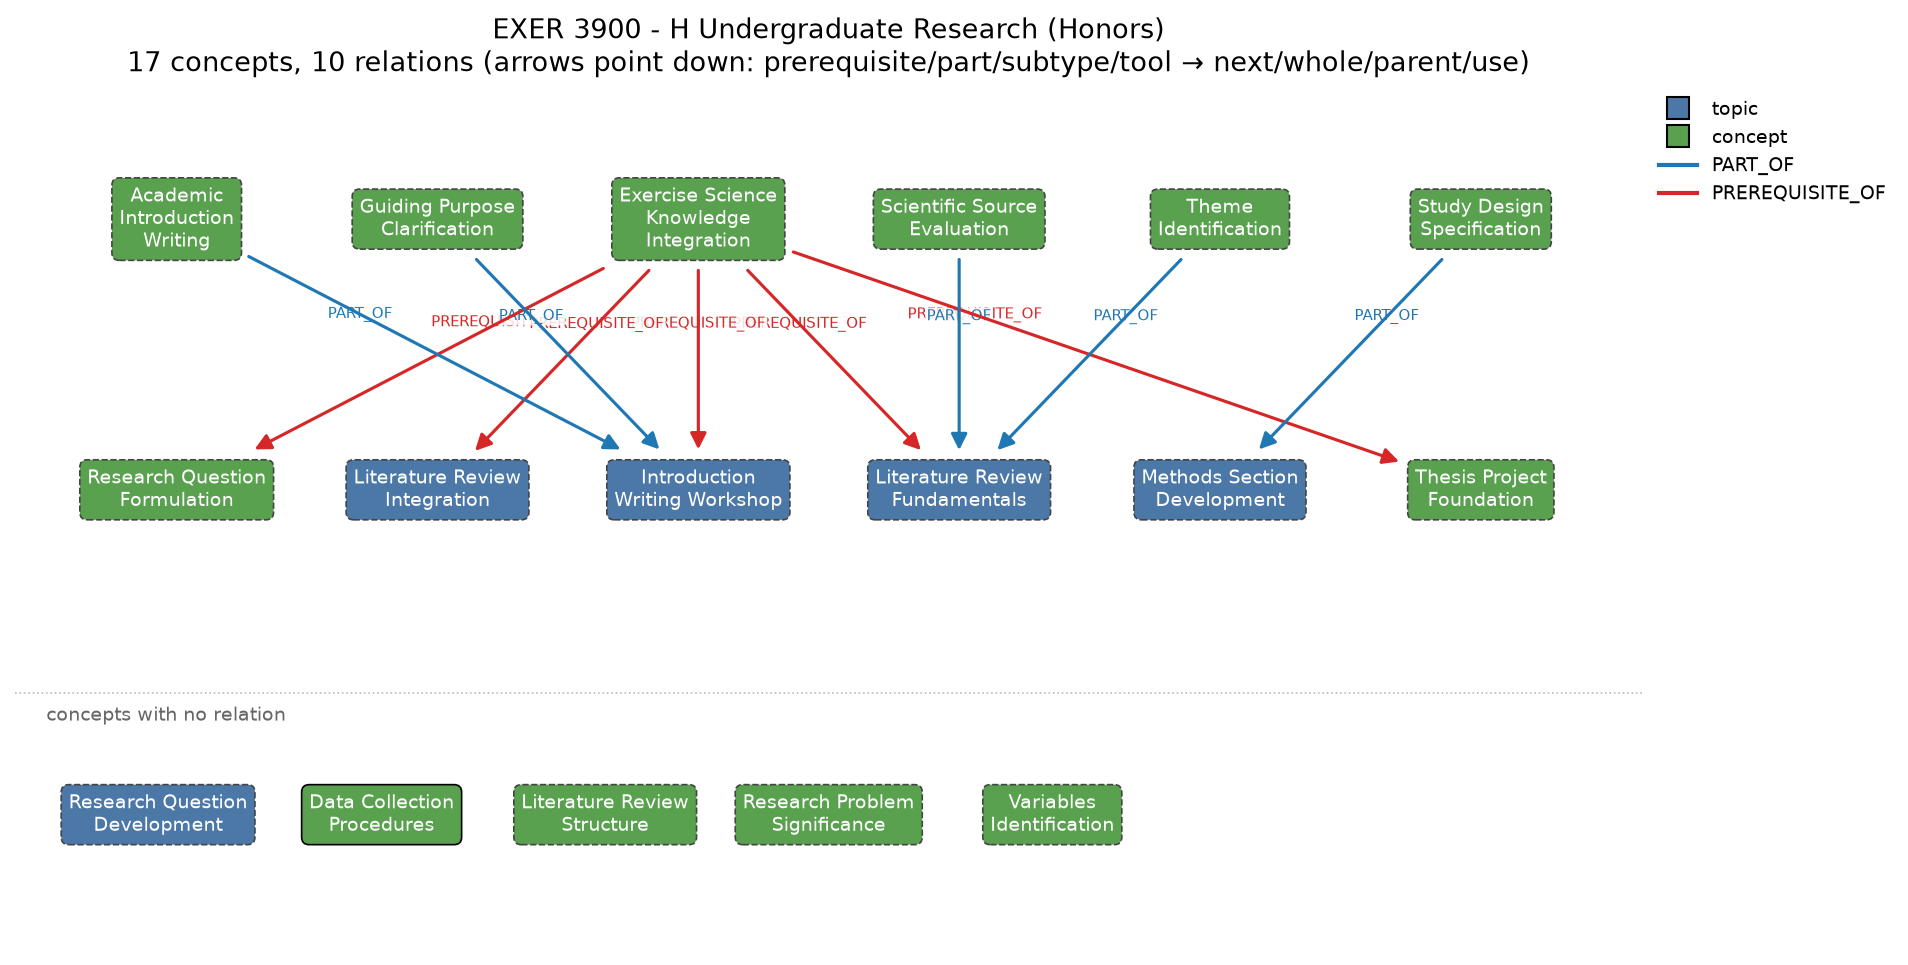 EXER 3900 - H Undergraduate Research (Honors)
17 concepts, 10 relations (arrows point down: prerequisite/part/subtype/tool → next/whole/parent/use)
topic
concept
PART_OF
PREREQUISITE_OF
Academic
Introduction
Writing
Guiding Purpose
Clarification
Exercise Science
Knowledge
Integration
Scientific Source
Evaluation
Theme
Identification
Study Design
Specification
PART_OF
PART_OF
PART_OF
PART_OF
PART_OF
Research Question
Formulation
Literature Review
Integration
Introduction
Writing Workshop
Literature Review
Fundamentals
Methods Section
Development
Thesis Project
Foundation
concepts with no relation
Research Question
Development
Data Collection
Procedures
Literature Review
Structure
Research Problem
Significance
Variables
Identification